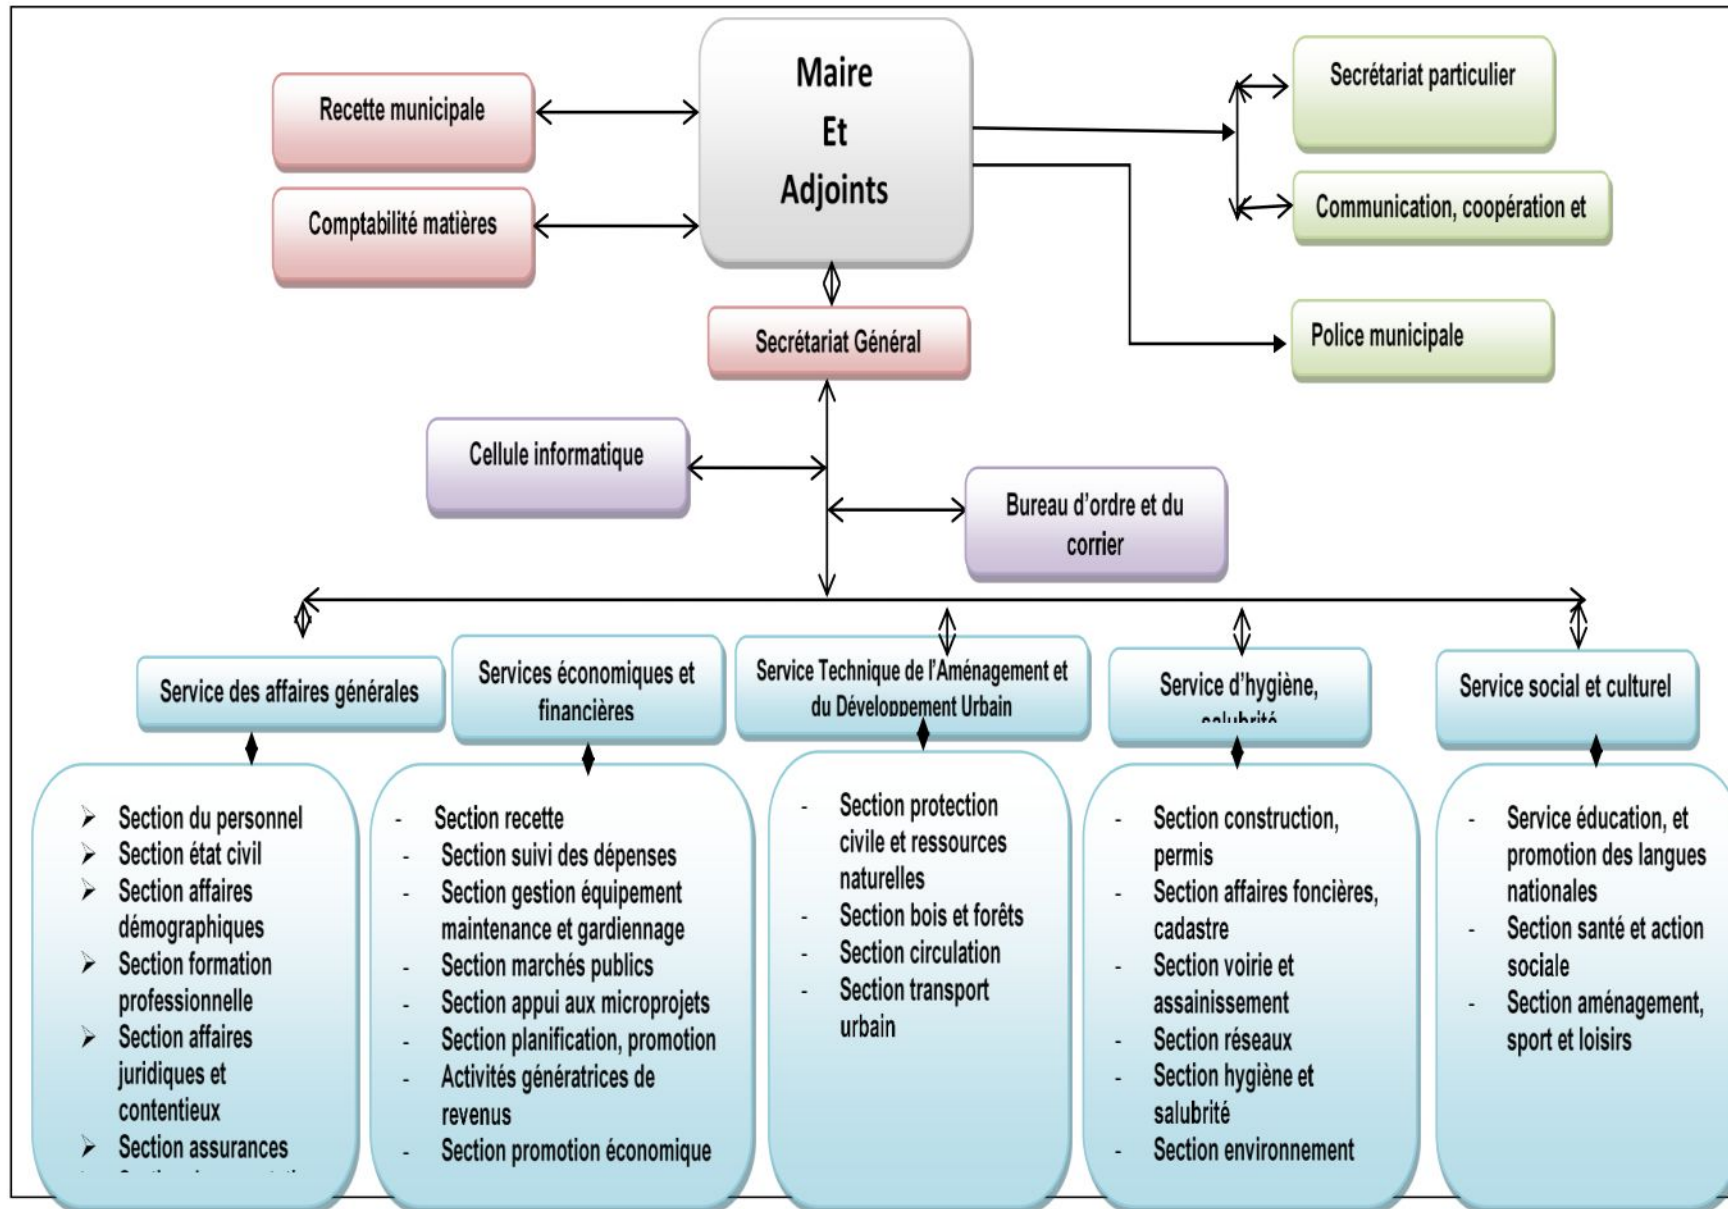 Maire
Et
Adjoints
Recette municipale
Comptabilité matières
Secrétariat particulier
Communication, coopération et
Police municipale
Secrétariat Général
Cellule informatique
Bureau d’ordre et du
corrier
Service des affaires générales
Services économiques et
financières
Service Technique de l’Aménagement et
du Développement Urbain
Service d’hygiène,
salubrité
Service social et culturel
➢ Section du personnel
➢ Section état civil
➢ Section affaires
démographiques
➢ Section formation
professionnelle
➢ Section affaires
juridiques et
contentieux
➢ Section assurances
- Section recette
- Section suivi des dépenses
- Section gestion équipement
maintenance et gardiennage
- Section marchés publics
- Section appui aux microprojets
- Section planification, promotion
- Activités génératrices de
revenus
- Section promotion économique
- Section protection
civile et ressources
naturelles
- Section bois et forêts
- Section circulation
- Section transport
urbain
- Section construction,
permis
- Section affaires foncières,
cadastre
- Section voirie et
assainissement
- Section réseaux
- Section hygiène et
salubrité
- Section environnement
- Service éducation, et
promotion des langues
nationales
- Section santé et action
sociale
- Section aménagement,
sport et loisirs